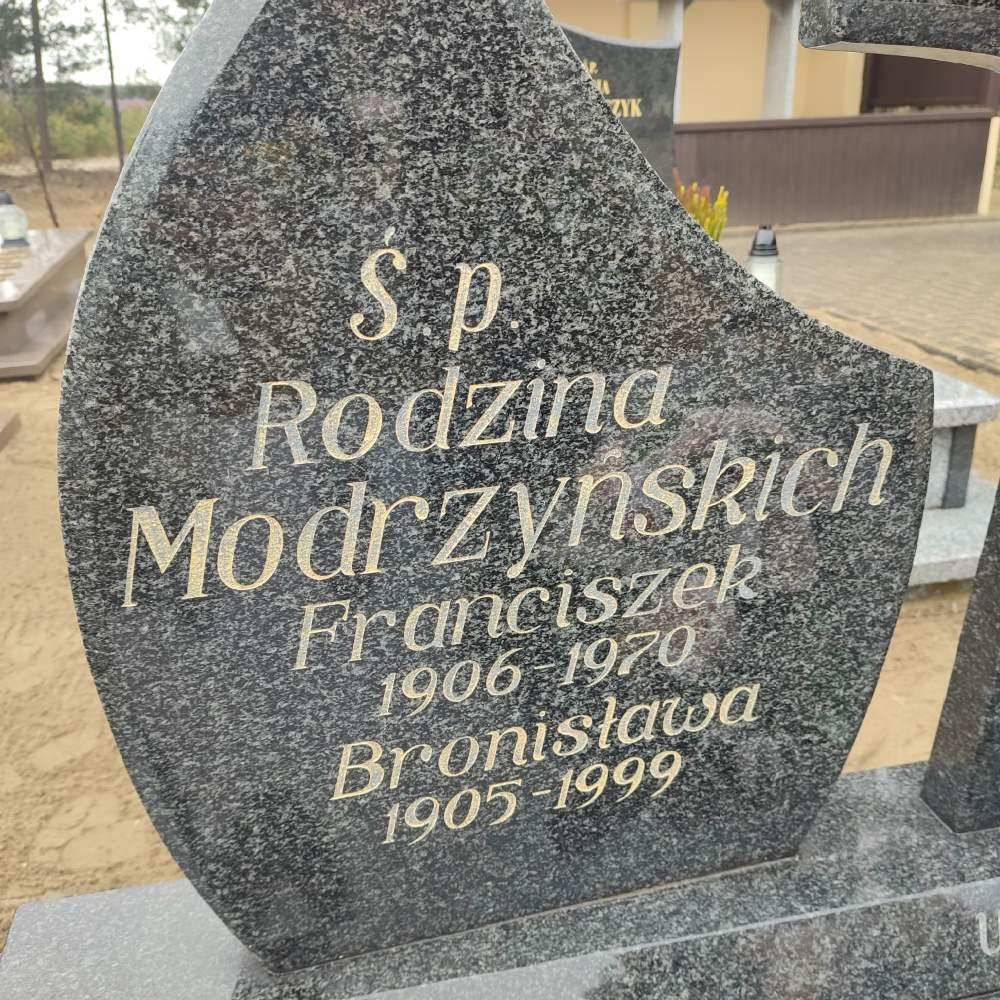 Ś.p.
Rodzina
Modrzyńskich
Franciszek
1906-1970
Bronisława
1905-1999